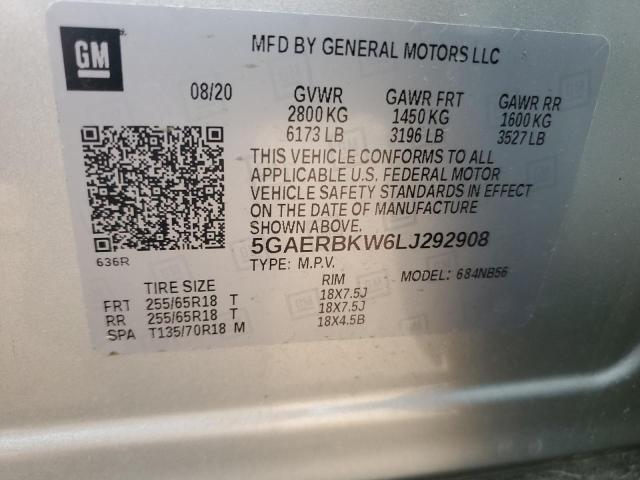 GM
MFD BY GENERAL MOTORS LLC
08/20 GVWR GAWR FRT GAWR RR
2800 KG 1450 KG 1600 KG
6173 LB 3196 LB 3527 LB
THIS VEHICLE CONFORMS TO ALL
APPLICABLE U.S. FEDERAL MOTOR
VEHICLE SAFETY STANDARDS IN EFFECT
ON THE DATE OF MANUFACTURE
SHOWN ABOVE.
5GAERBKW6LJ292908
636R
TYPE: M.P.V. MODEL: 684NB56
TIRE SIZE RIM
FRT 255/65R18 T 18X7.5J
RR 255/65R18 T 18X7.5J
SPA T135/70R18 M 18X4.5B